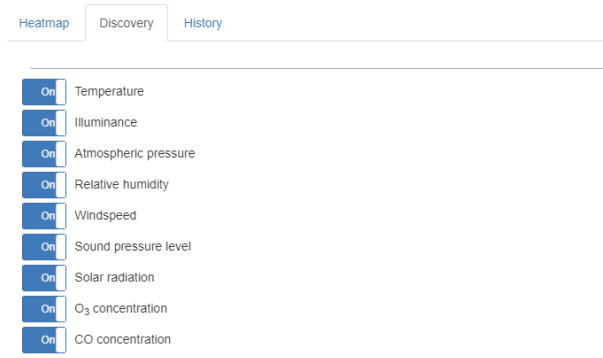 Heatmap Discovery History
On Temperature
On Illuminance
On Atmospheric pressure
On Relative humidity
On Windspeed
On Sound pressure level
On Solar radiation
On O₃ concentration
On CO concentration